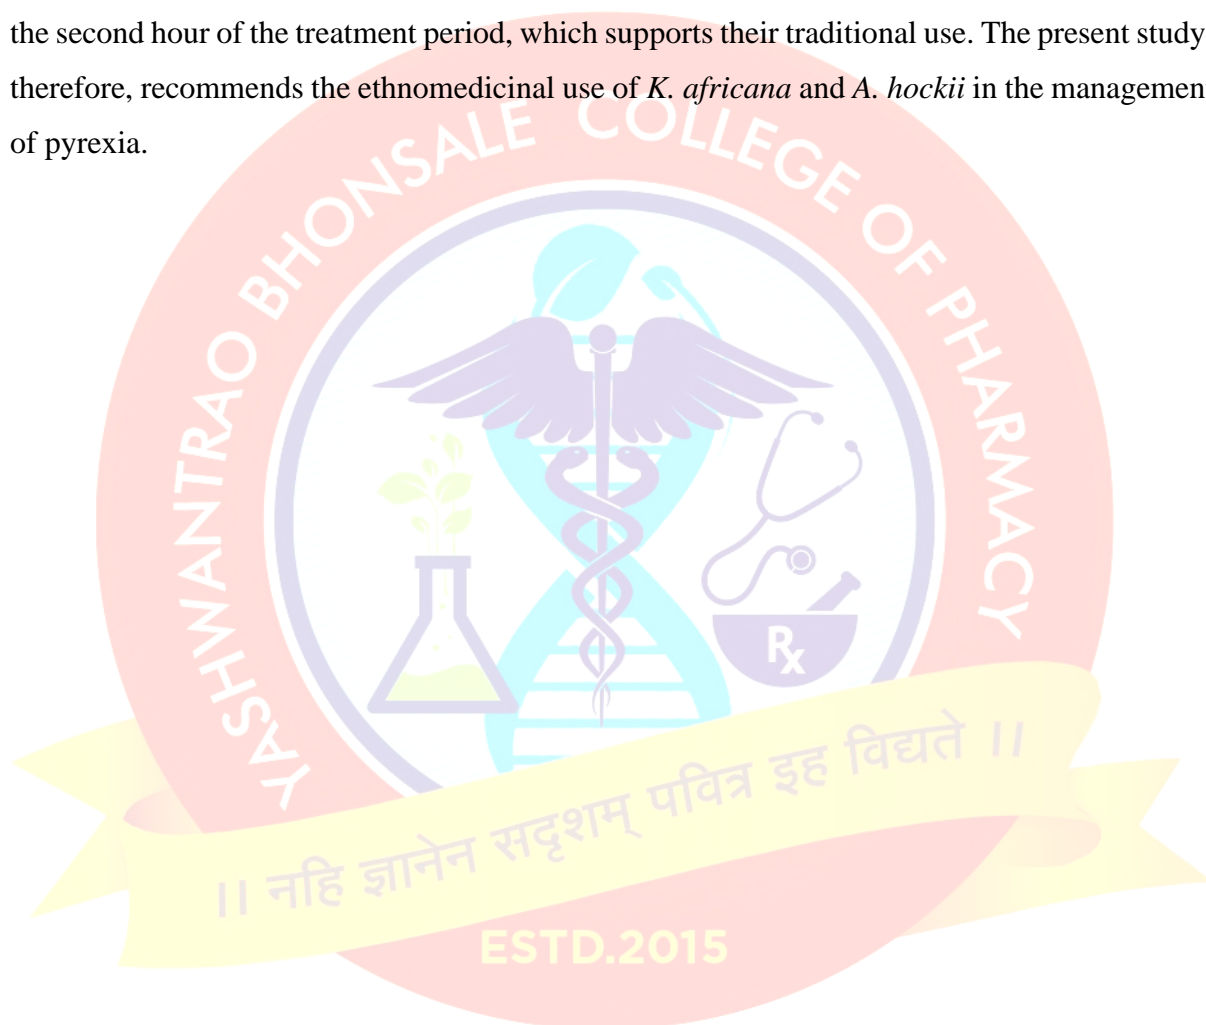 the second hour of the treatment period, which supports their traditional use. The present study
therefore, recommends the ethnomedicinal use of K. africana and A. hockii in the managemen
of pyrexia.
YASHWANTRAO BHONSALE COLLEGE OF PHARMACY
Rx
।। नहि ज्ञानेन सदृशम् पवित्र इह विद्यते ।।
ESTD.2015